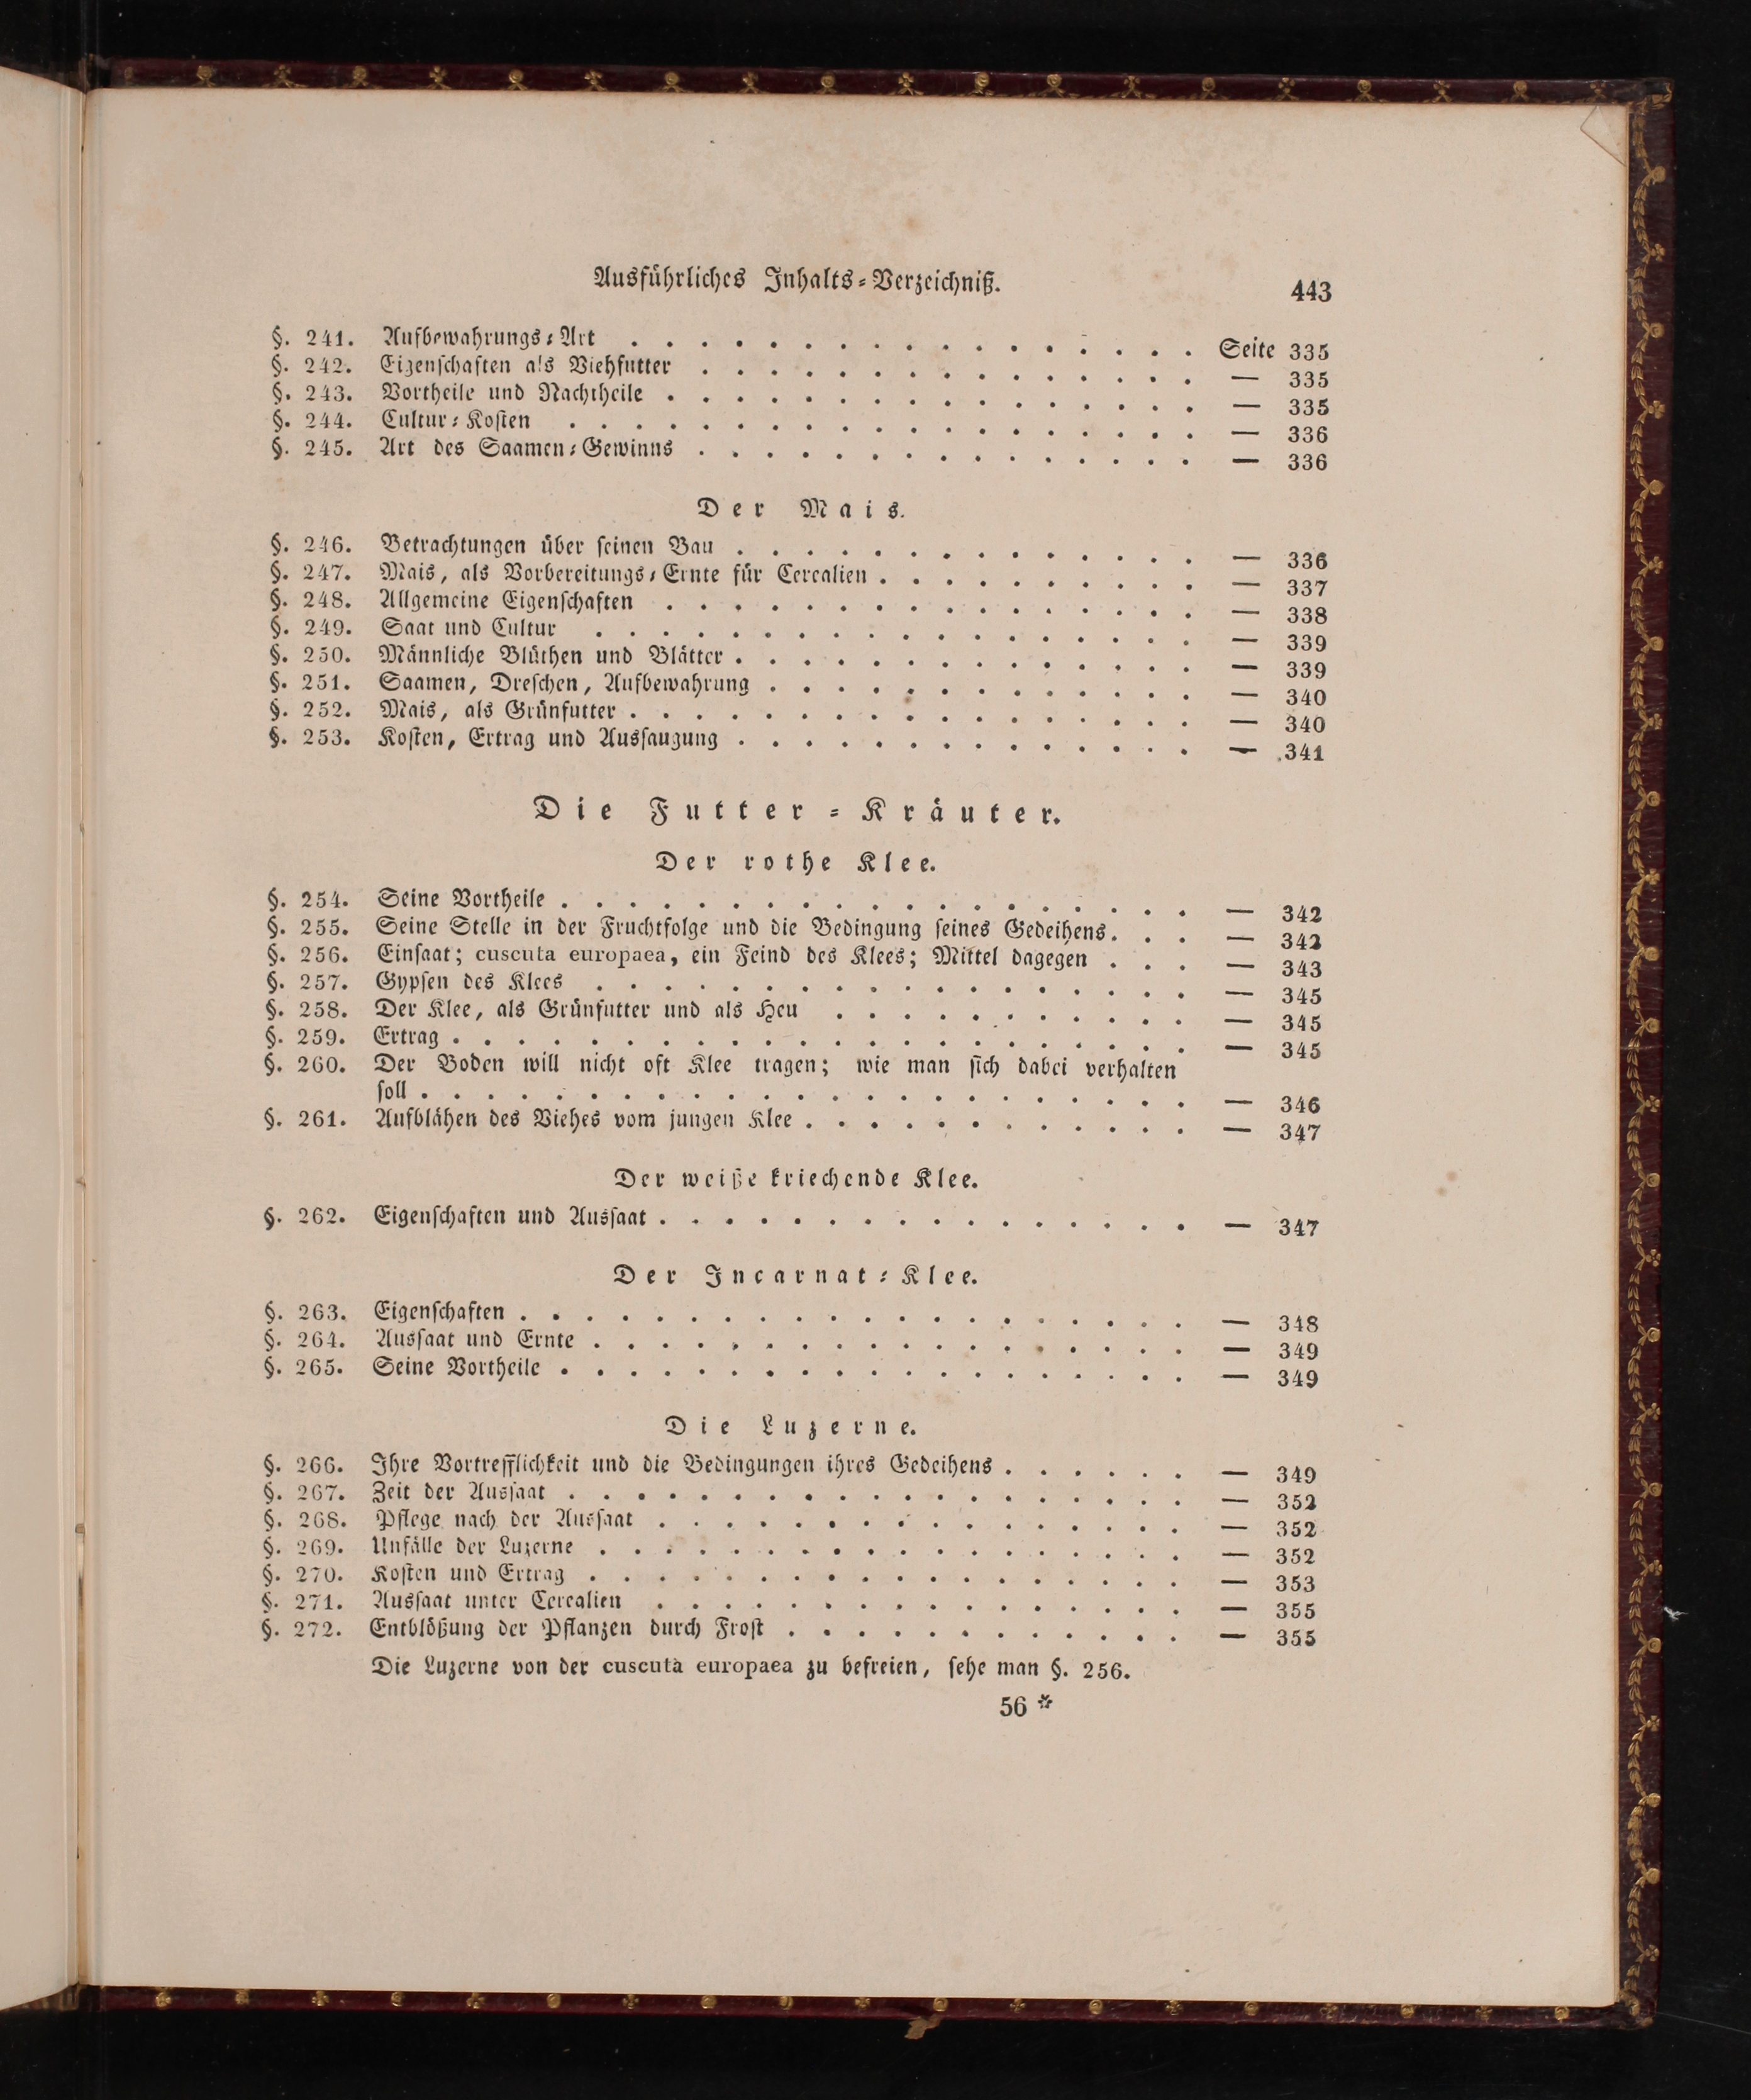 Ausführliches Inhalts-Verzeichniß. 443
§. 241. Aufbewahrungs-Art . . . . . . . . . . . . . . . . . Seite 335
§. 242. Eigenschaften als Viehfutter . . . . . . . . . . . . . . . — 335
§. 243. Vortheile und Nachtheile . . . . . . . . . . . . . . . . — 335
§. 244. Cultur-Kosten . . . . . . . . . . . . . . . . . . . — 336
§. 245. Art des Saamen-Gewinns . . . . . . . . . . . . . . . — 336
Der Mais.
§. 246. Betrachtungen über seinen Bau . . . . . . . . . . . . . . — 336
§. 247. Mais, als Vorbereitungs-Ernte für Cerealien . . . . . . . . . . — 337
§. 248. Allgemeine Eigenschaften . . . . . . . . . . . . . . . . — 338
§. 249. Saat und Cultur . . . . . . . . . . . . . . . . . . — 339
§. 250. Männliche Blüthen und Blätter . . . . . . . . . . . . . . — 339
§. 251. Saamen, Dreschen, Aufbewahrung . . . . . . . . . . . . . — 340
§. 252. Mais, als Grünfutter . . . . . . . . . . . . . . . . . — 340
§. 253. Kosten, Ertrag und Aussaugung . . . . . . . . . . . . . . — 341
Die Futter-Kräuter.
Der rothe Klee.
§. 254. Seine Vortheile . . . . . . . . . . . . . . . . . . . — 342
§. 255. Seine Stelle in der Fruchtfolge und die Bedingung seines Gedeihens . . . — 342
§. 256. Einsaat; cuscuta europaea, ein Feind des Klees; Mittel dagegen . . . — 343
§. 257. Gypsen des Klees . . . . . . . . . . . . . . . . . . — 345
§. 258. Der Klee, als Grünfutter und als Heu . . . . . . . . . . . — 345
§. 259. Ertrag . . . . . . . . . . . . . . . . . . . . . . — 345
§. 260. Der Boden will nicht oft Klee tragen; wie man sich dabei verhalten
soll . . . . . . . . . . . . . . . . . . . . . . . — 346
§. 261. Aufblähen des Viehes vom jungen Klee . . . . . . . . . . . . — 347
Der weiße kriechende Klee.
§. 262. Eigenschaften und Aussaat . . . . . . . . . . . . . . . . — 347
Der Incarnat-Klee.
§. 263. Eigenschaften . . . . . . . . . . . . . . . . . . . . — 348
§. 264. Aussaat und Ernte . . . . . . . . . . . . . . . . . . — 349
§. 265. Seine Vortheile . . . . . . . . . . . . . . . . . . . — 349
Die Luzerne.
§. 266. Ihre Vortrefflichkeit und die Bedingungen ihres Gedeihens . . . . . . — 349
§. 267. Zeit der Aussaat . . . . . . . . . . . . . . . . . . . — 352
§. 268. Pflege nach der Aussaat . . . . . . . . . . . . . . . . — 352
§. 269. Unfälle der Luzerne . . . . . . . . . . . . . . . . . . — 352
§. 270. Kosten und Ertrag . . . . . . . . . . . . . . . . . . — 353
§. 271. Aussaat unter Cerealien . . . . . . . . . . . . . . . . — 355
§. 272. Entblößung der Pflanzen durch Frost . . . . . . . . . . . . — 355
Die Luzerne von der cuscuta europaea zu befreien, sehe man §. 256.
56 *